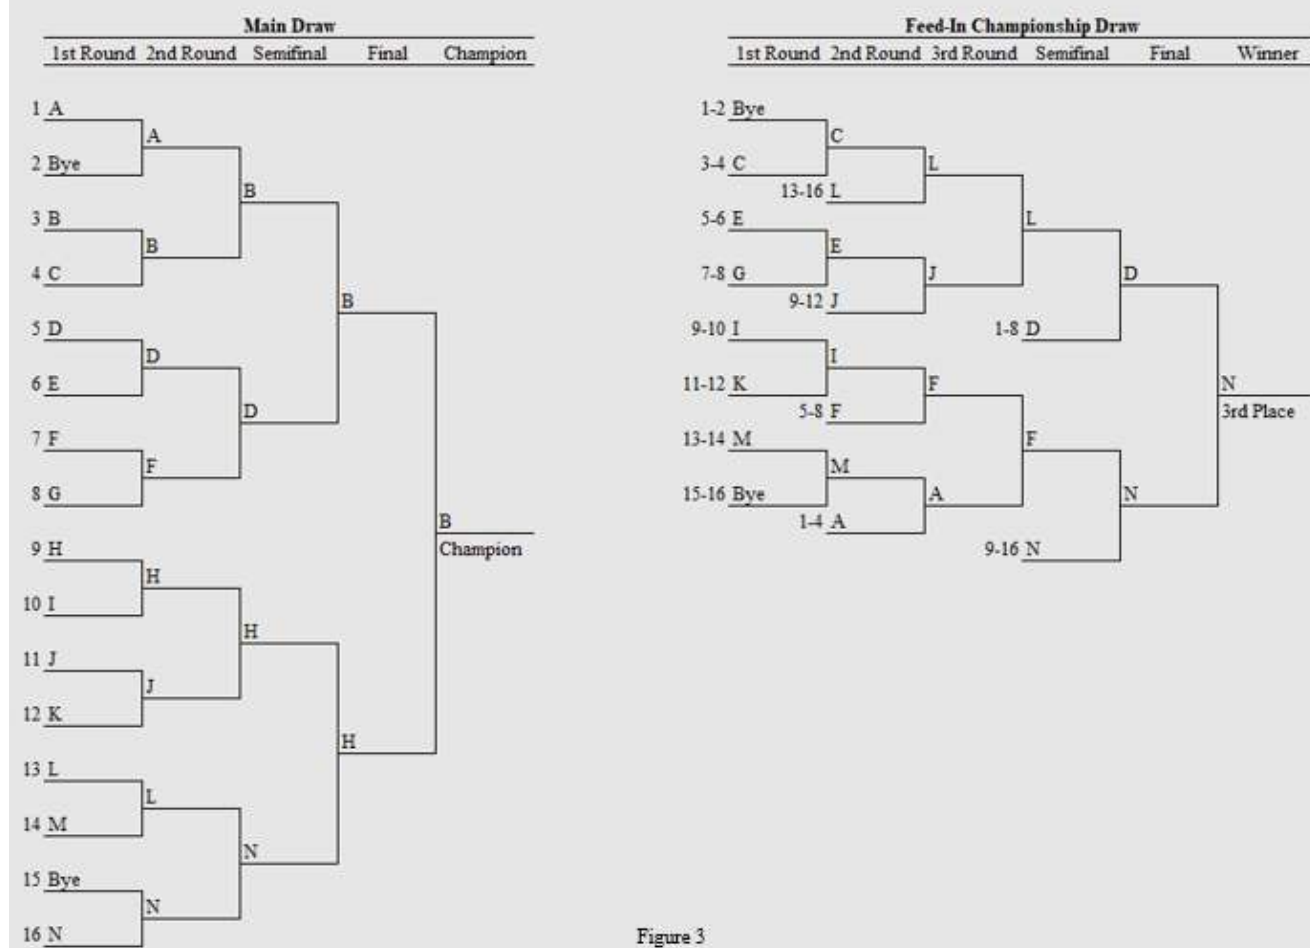 Main Draw
1st Round 2nd Round Semifinal Final Champion
1 A
A
2 Bye
B
3 B
B
4 C
B
5 D
D
6 E
D
7 F
F
8 G
B
Champion
9 H
H
10 I
H
11 J
J
12 K
H
13 L
L
14 M
N
15 Bye
N
16 N
Feed-In Championship Draw
1st Round 2nd Round 3rd Round Semifinal Final Winner
1-2 Bye
C
3-4 C
L
13-16 L
5-6 E
L
E
7-8 G
J
D
9-12 J
9-10 I
1-8 D
I
11-12 K
F
N
5-8 F
3rd Place
13-14 M
F
M
15-16 Bye
A
N
1-4 A
9-16 N
Figure 3